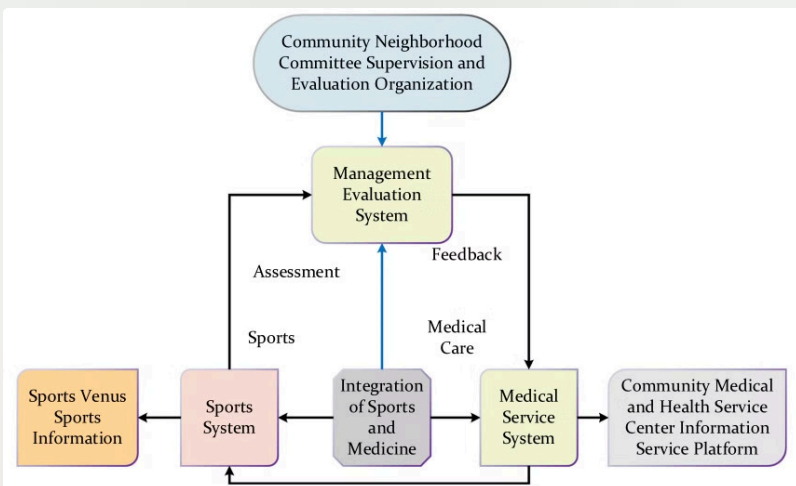 Community Neighborhood
Committee Supervision and
Evaluation Organization
Management
Evaluation
System
Feedback
Assessment
Medical
Care
Sports
Sports Venus
Sports
Information
Sports
System
Integration
of Sports
and
Medicine
Medical
Service
System
Community Medical
and Health Service
Center Information
Service Platform